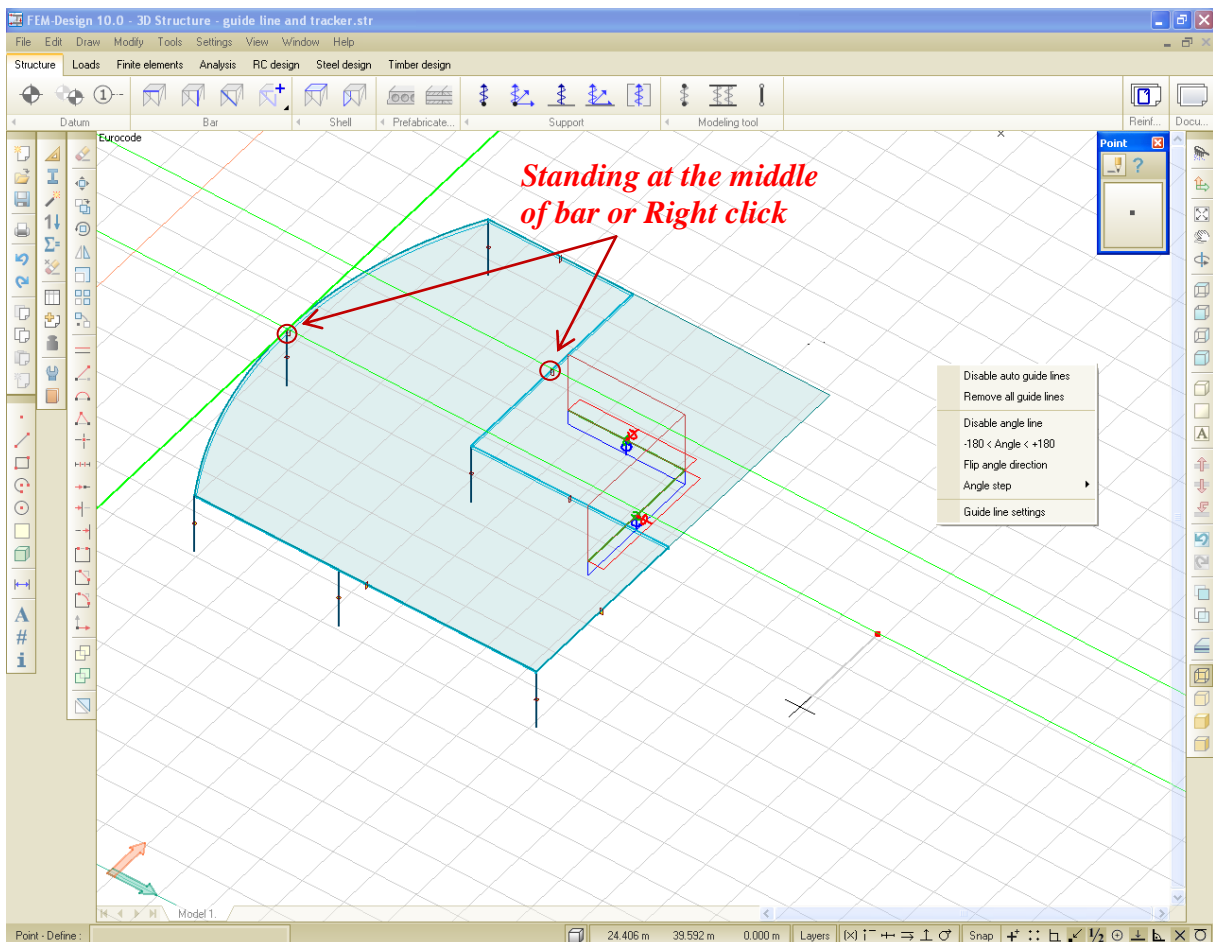 FEM-Design 10.0 - 3D Structure - guide line and tracker.str
File Edit Draw Modify Tools Settings View Window Help
Structure Loads Finite elements Analysis RC design Steel design Timber design
Datum Bar Shell Prefabricate... Support Modeling tool Reinf... Docu...
Eurocode
Point
Standing at the middle
of bar or Right click
Disable auto guide lines
Remove all guide lines
Disable angle line
-180 < Angle < +180
Flip angle direction
Angle step
Guide line settings
Model 1.
Point - Define :
24.406 m 39.592 m 0.000 m Layers Snap